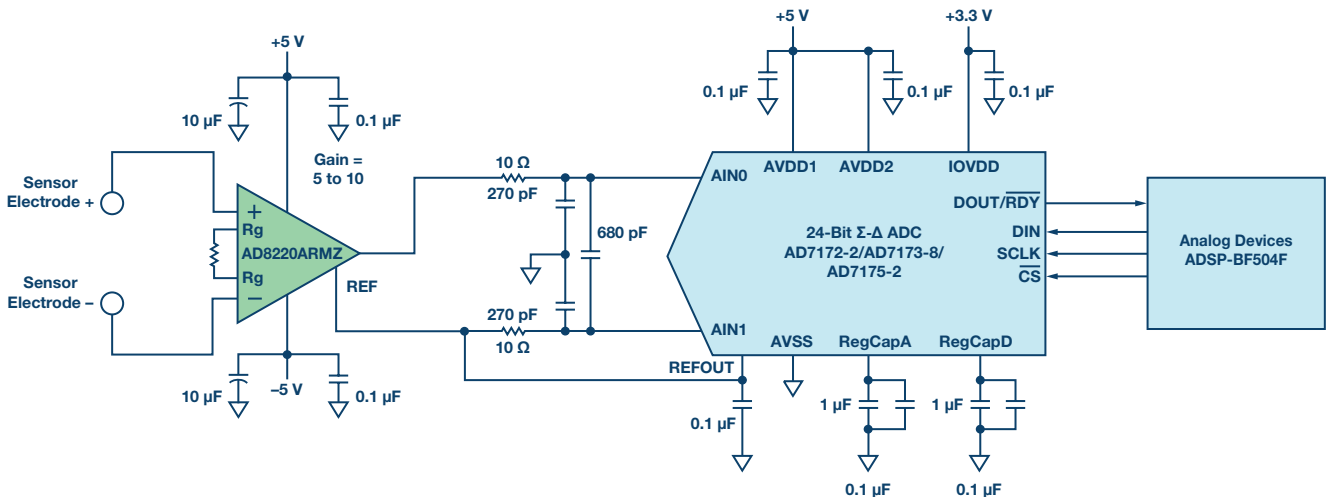 +5 V
10 µF
0.1 µF
Gain =
5 to 10
Sensor
Electrode +
Sensor
Electrode –
+
Rg
AD8220ARMZ
Rg
–
REF
10 µF
–5 V
0.1 µF
10 Ω
270 pF
680 pF
270 pF
10 Ω
+5 V
+3.3 V
0.1 µF
0.1 µF
0.1 µF
AVDD1
AVDD2
IOVDD
AIN0
DOUT/RDY
DIN
SCLK
CS
24-Bit Σ-Δ ADC
AD7172-2/AD7173-8/
AD7175-2
AIN1
AVSS
RegCapA
RegCapD
REFOUT
0.1 µF
1 µF
0.1 µF
1 µF
0.1 µF
Analog Devices
ADSP-BF504F